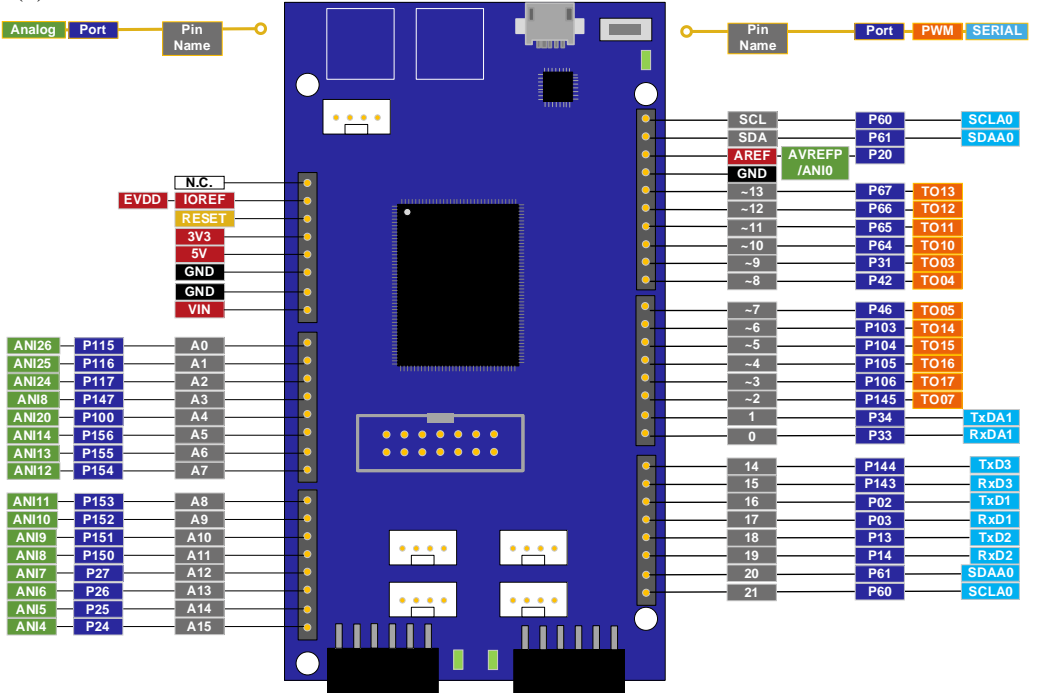 Analog Port Pin Name
Pin Name Port PWM SERIAL
N.C.
EVDD IOREF
RESET
3V3
5V
GND
GND
VIN
ANI26 P115 A0
ANI25 P116 A1
ANI24 P117 A2
ANI8 P147 A3
ANI20 P100 A4
ANI14 P156 A5
ANI13 P155 A6
ANI12 P154 A7
ANI11 P153 A8
ANI10 P152 A9
ANI9 P151 A10
ANI8 P150 A11
ANI7 P27 A12
ANI6 P26 A13
ANI5 P25 A14
ANI4 P24 A15
SCL P60 SCLA0
SDA P61 SDAA0
AREF AVREFP /ANI0 P20
GND
~13 P67 TO13
~12 P66 TO12
~11 P65 TO11
~10 P64 TO10
~9 P31 TO03
~8 P42 TO04
~7 P46 TO05
~6 P103 TO14
~5 P104 TO15
~4 P105 TO16
~3 P106 TO17
~2 P145 TO07
1 P34 TxDA1
0 P33 RxDA1
14 P144 TxD3
15 P143 RxD3
16 P02 TxD1
17 P03 RxD1
18 P13 TxD2
19 P14 RxD2
20 P61 SDAA0
21 P60 SCLA0